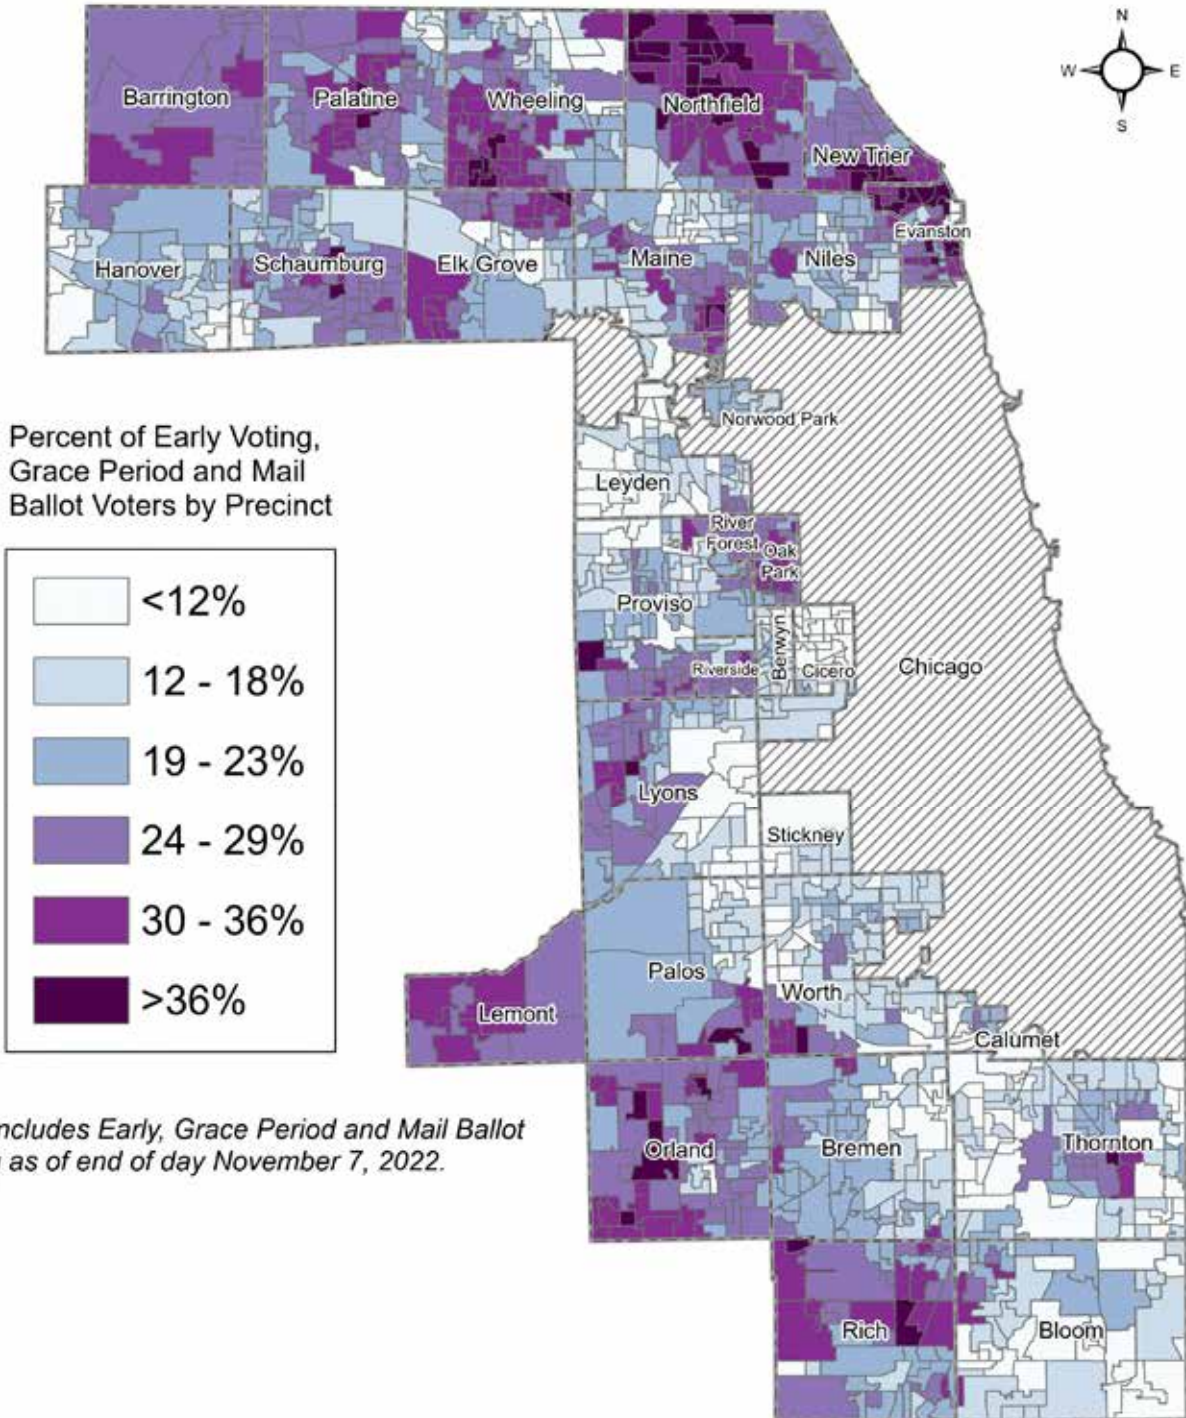 N
W E
S
Barrington
Palatine
Wheeling
Northfield
New Trier
Hanover
Schaumburg
Elk Grove
Maine
Niles
Evanston
Norwood Park
Percent of Early Voting,
Grace Period and Mail
Ballot Voters by Precinct
<12%
12 - 18%
19 - 23%
24 - 29%
30 - 36%
>36%
Leyden
River
Forest
Oak
Park
Proviso
Riverside
Berwyn
Cicero
Chicago
Lyons
Stickney
Palos
Worth
Lemont
Calumet
ncludes Early, Grace Period and Mail Ballot
as of end of day November 7, 2022.
Orland
Bremen
Thornton
Rich
Bloom